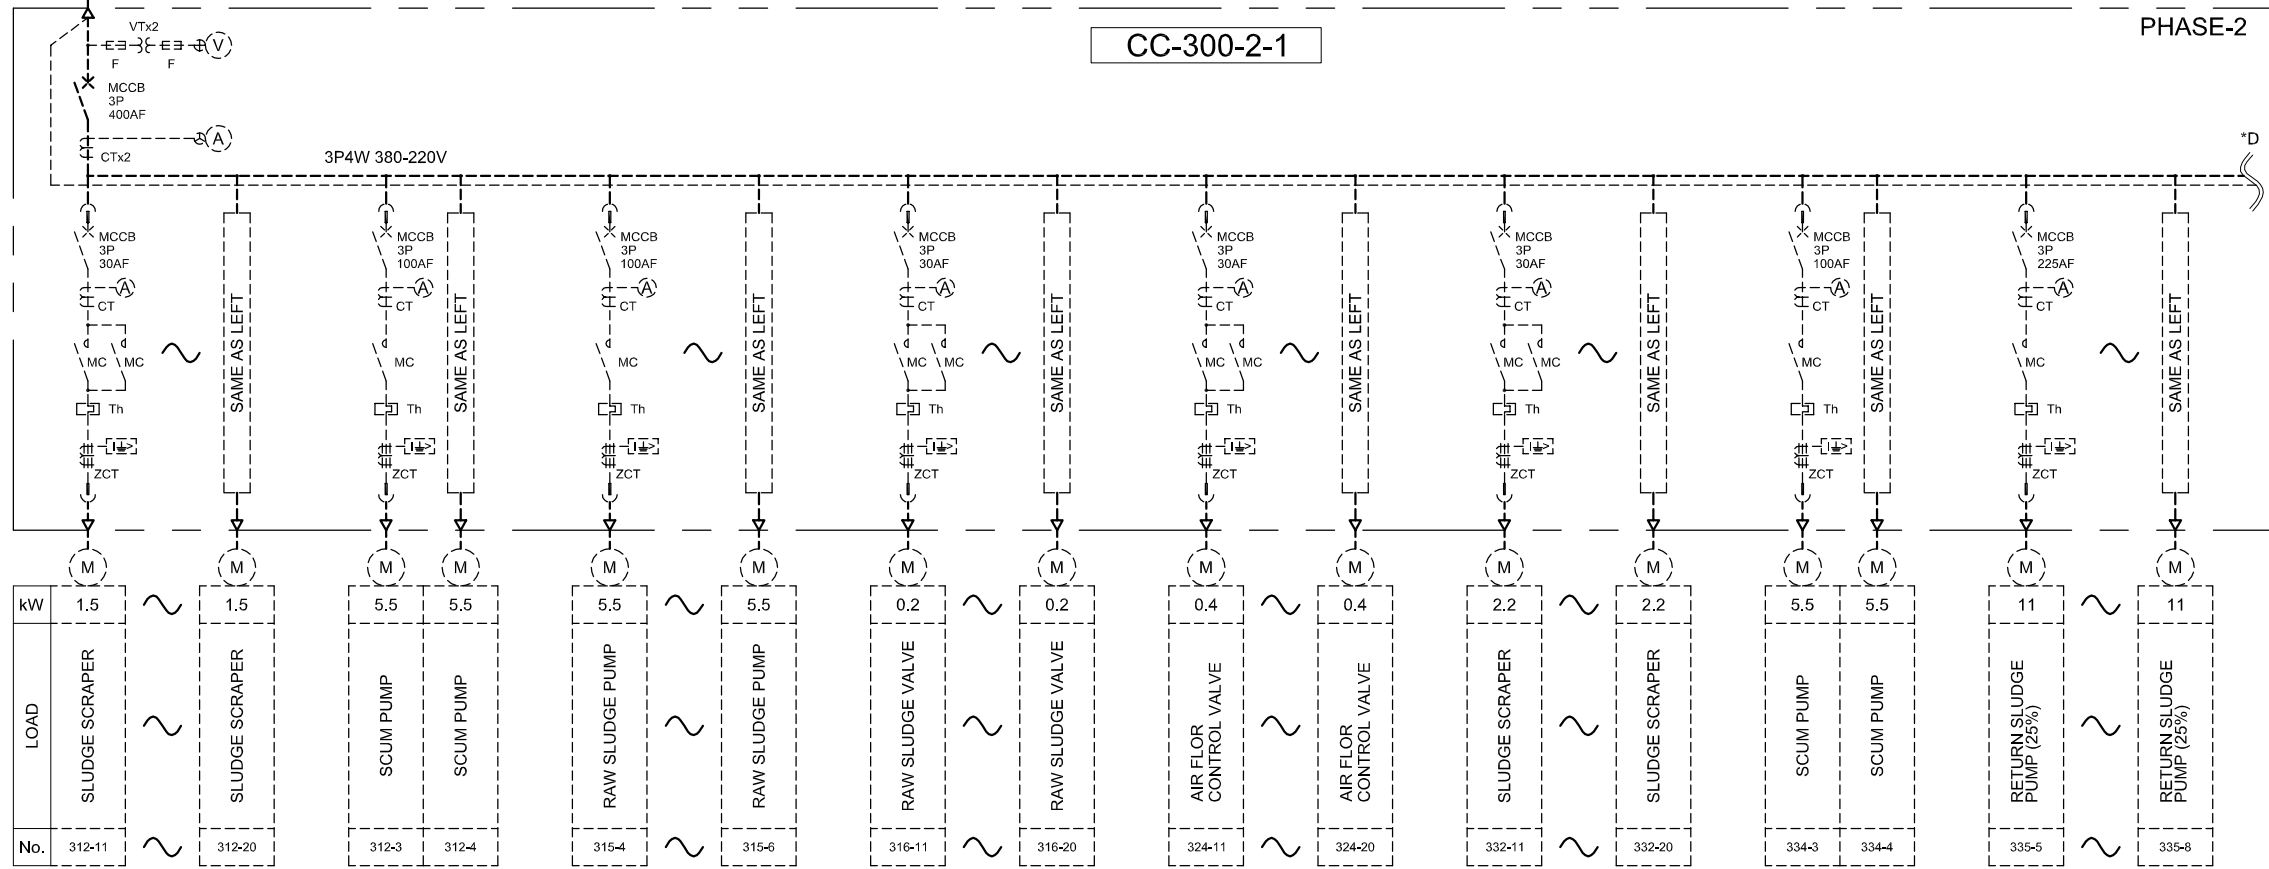 CC-300-2-1
PHASE-2
VTx2
V
F F
MCCB
3P
400AF
A
CTx2
3P4W 380-220V
*D
MCCB
3P
30AF
A
CT
MC MC
Th
I >
ZCT
SAME AS LEFT
MCCB
3P
100AF
A
CT
MC
Th
I >
ZCT
SAME AS LEFT
MCCB
3P
100AF
A
CT
MC
Th
I >
ZCT
SAME AS LEFT
MCCB
3P
30AF
A
CT
MC MC
Th
I >
ZCT
SAME AS LEFT
MCCB
3P
30AF
A
CT
MC MC
Th
I >
ZCT
SAME AS LEFT
MCCB
3P
30AF
A
CT
MC MC
Th
I >
ZCT
SAME AS LEFT
MCCB
3P
100AF
A
CT
MC
Th
I >
ZCT
SAME AS LEFT
MCCB
3P
225AF
A
CT
MC
Th
I >
ZCT
SAME AS LEFT
M M M M M M M M M M M M M M M M
kW 1.5 ~ 1.5 5.5 5.5 5.5 ~ 5.5 0.2 ~ 0.2 0.4 ~ 0.4 2.2 ~ 2.2 5.5 5.5 11 ~ 11
LOAD
SLUDGE SCRAPER
SLUDGE SCRAPER
SCUM PUMP
SCUM PUMP
RAW SLUDGE PUMP
RAW SLUDGE PUMP
RAW SLUDGE VALVE
RAW SLUDGE VALVE
AIR FLOR
CONTROL VALVE
AIR FLOR
CONTROL VALVE
SLUDGE SCRAPER
SLUDGE SCRAPER
SCUM PUMP
SCUM PUMP
RETURN SLUDGE
PUMP (25%)
RETURN SLUDGE
PUMP (25%)
No. 312-11 ~ 312-20 312-3 312-4 315-4 ~ 315-6 316-11 ~ 316-20 324-11 ~ 324-20 332-11 ~ 332-20 334-3 334-4 335-5 ~ 335-8